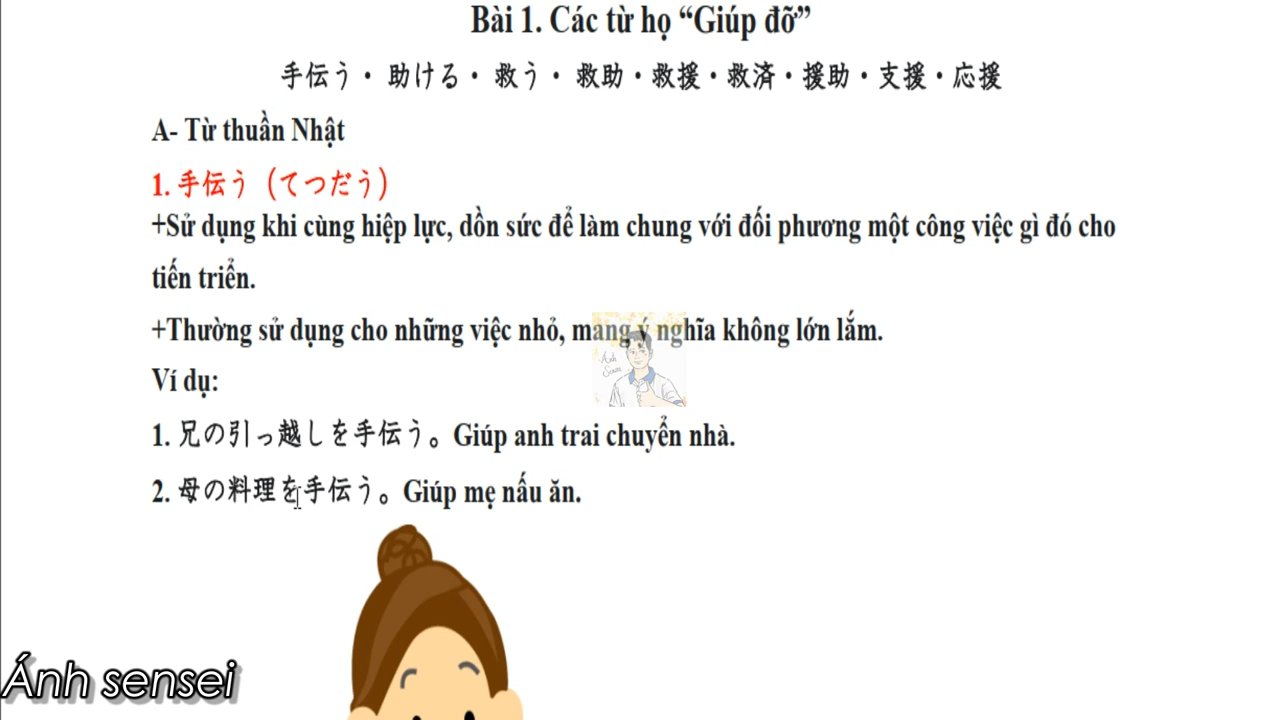 Bài 1. Các từ họ “Giúp đỡ”
手伝う・ 助ける・ 救う・ 救助・救援・救済・援助・支援・応援
A- Từ thuần Nhật
1. 手伝う（てつだう）
+Sử dụng khi cùng hiệp lực, dồn sức để làm chung với đối phương một công việc gì đó cho
tiến triển.
+Thường sử dụng cho những việc nhỏ, mang ý nghĩa không lớn lắm.
Ánh
Sensei
Ví dụ:
1. 兄の引っ越しを手伝う。Giúp anh trai chuyển nhà.
2. 母の料理を手伝う。Giúp mẹ nấu ăn.
Ánh sensei